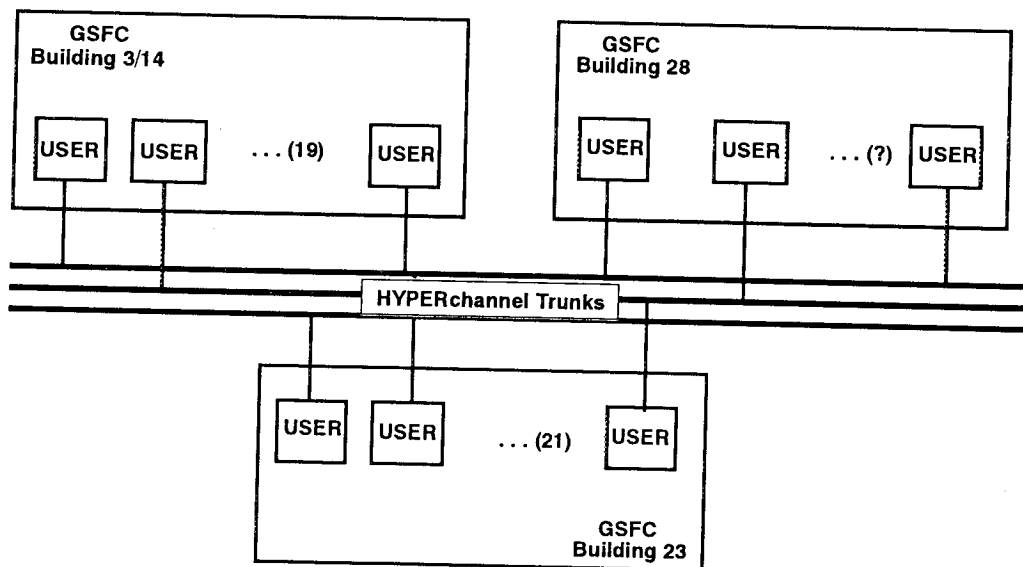 GSFC
Building 3/14
USER USER . . . (19) USER
GSFC
Building 28
USER USER . . . (?) USER
HYPERchannel Trunks
USER USER . . . (21) USER
GSFC
Building 23